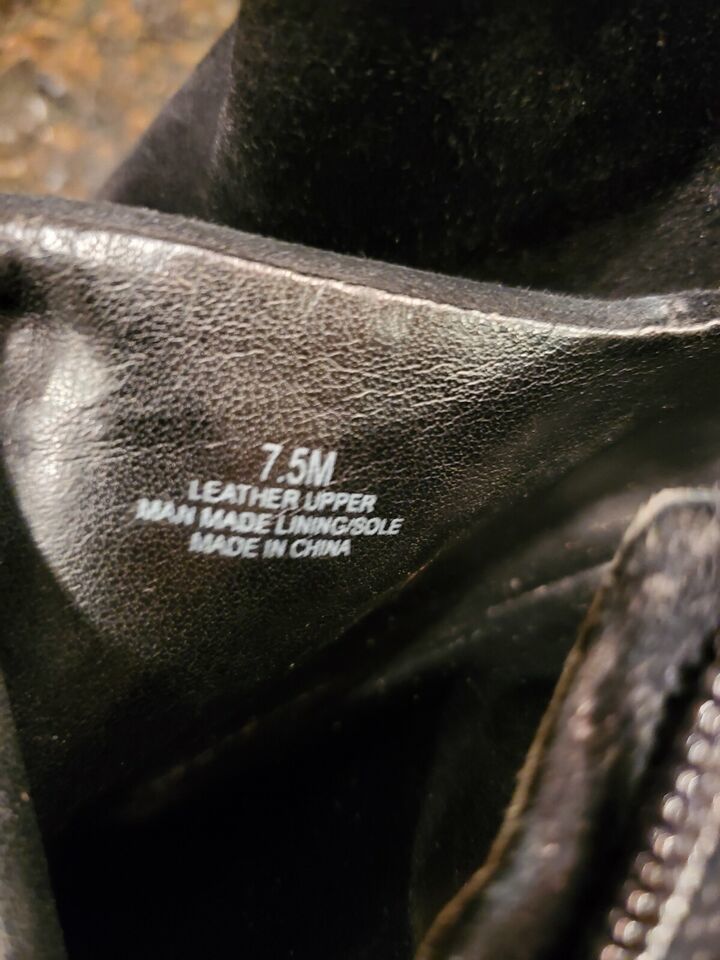 7.5M
LEATHER UPPER
MAN MADE LINING/SOLE
MADE IN CHINA